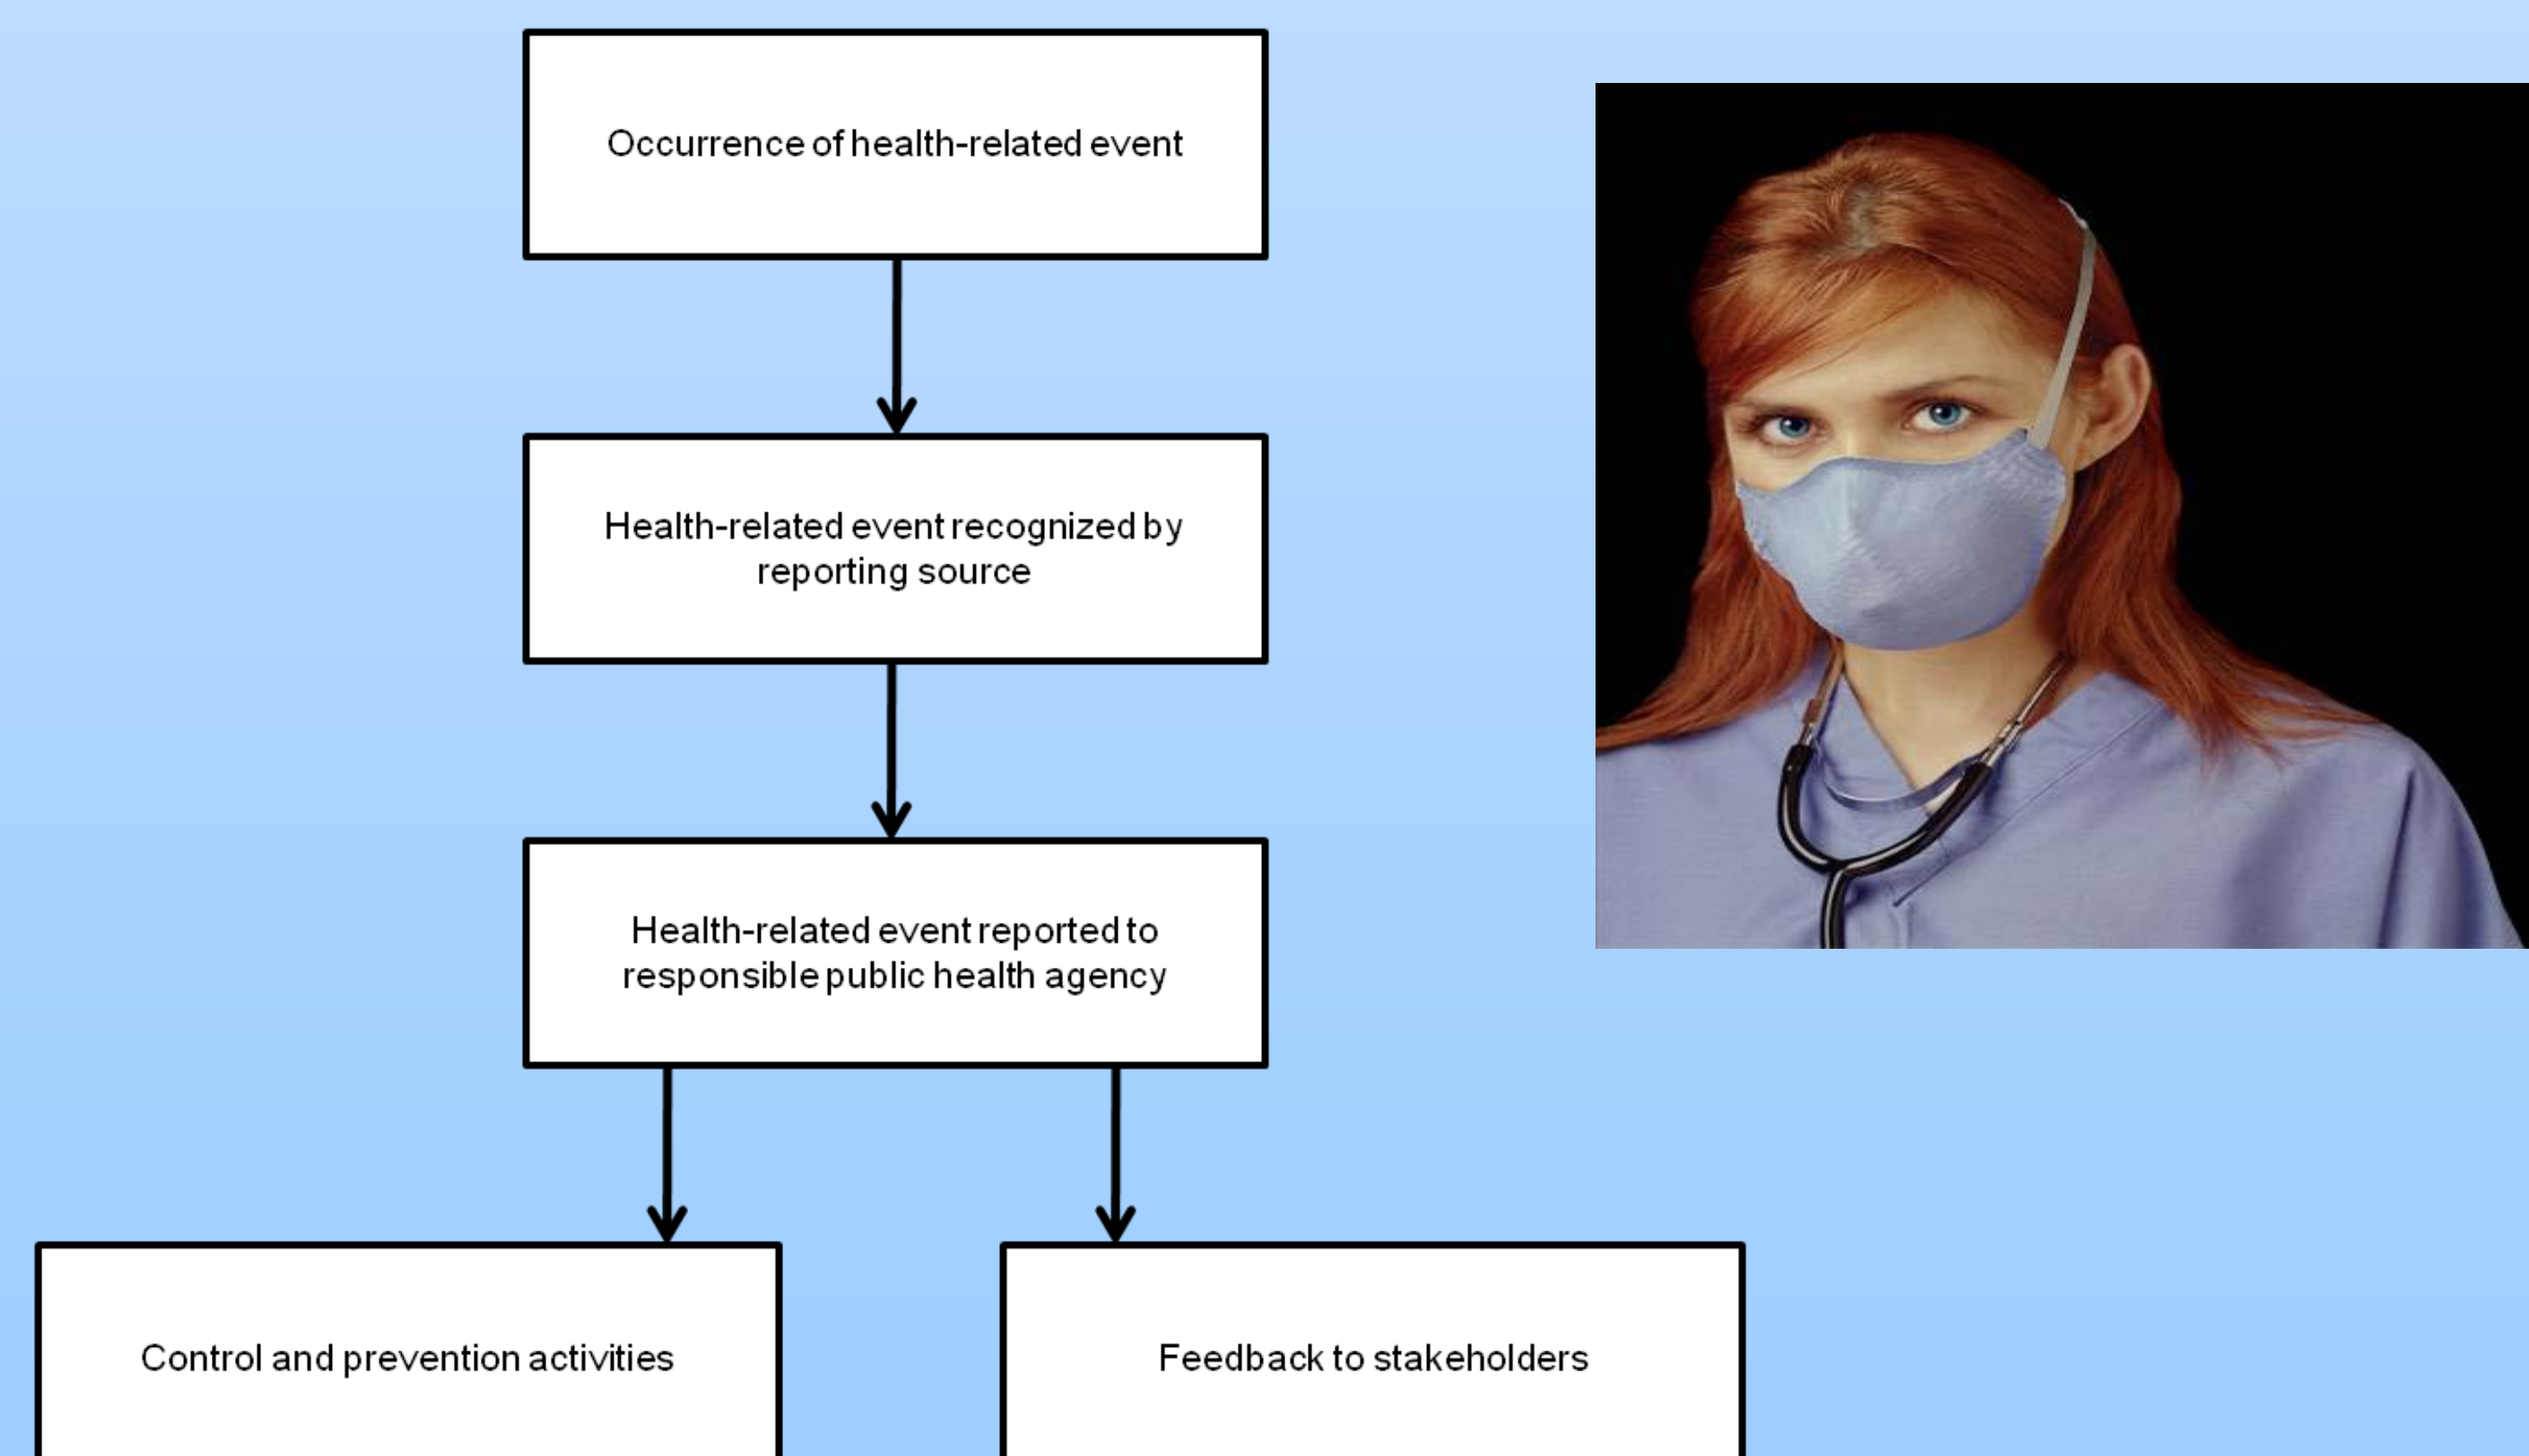 Occurrence of health-related event
Health-related event recognized by
reporting source
Health-related event reported to
responsible public health agency
Control and prevention activities
Feedback to stakeholders